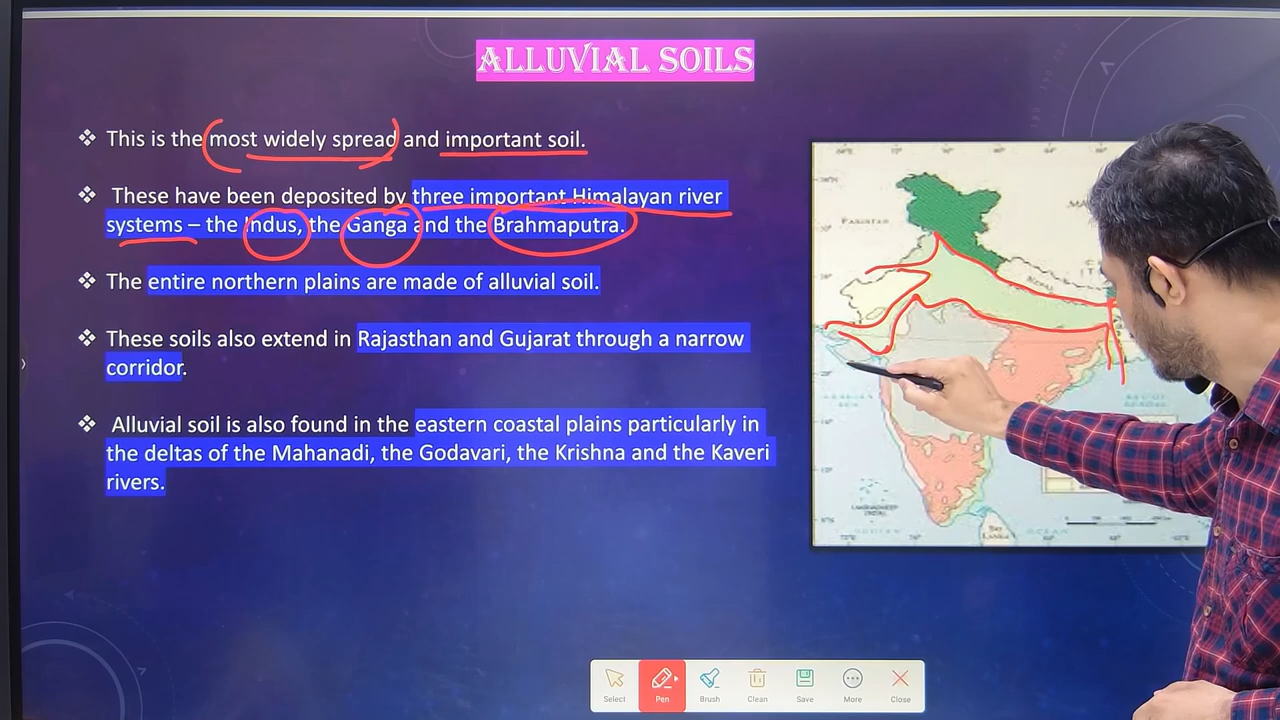 ALLUVIAL SOILS
❖ This is the most widely spread and important soil.
❖ These have been deposited by three important Himalayan river
systems – the Indus, the Ganga and the Brahmaputra.
❖ The entire northern plains are made of alluvial soil.
❖ These soils also extend in Rajasthan and Gujarat through a narrow
corridor.
❖ Alluvial soil is also found in the eastern coastal plains particularly in
the deltas of the Mahanadi, the Godavari, the Krishna and the Kaveri
rivers.
Pakistan
NEPAL
Sri
Lanka
Select Pen Brush Clean Save More Close